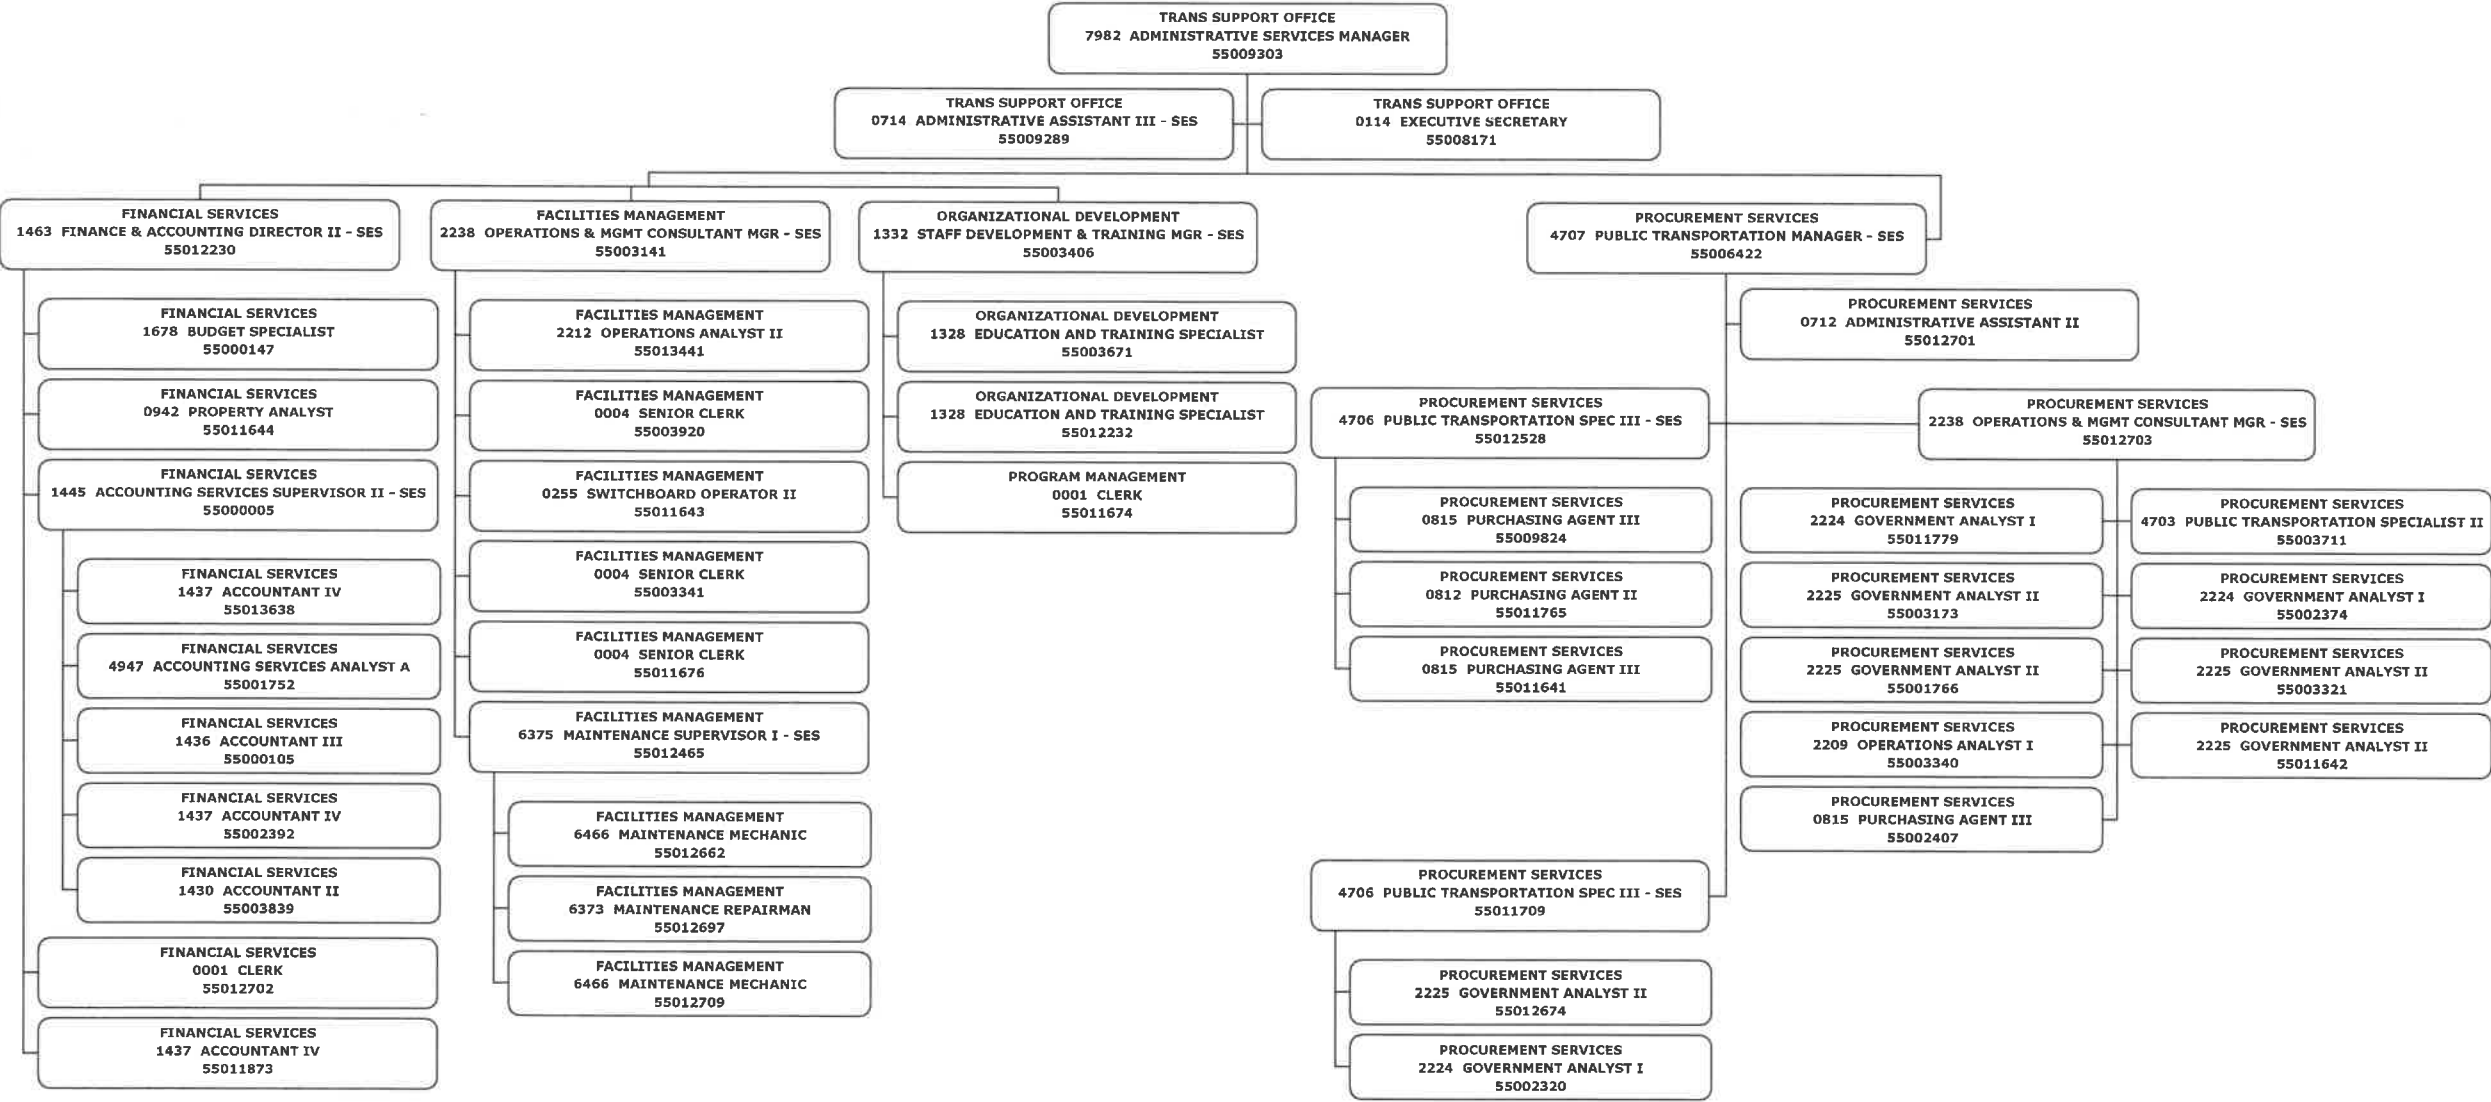 TRANS SUPPORT OFFICE
7982 ADMINISTRATIVE SERVICES MANAGER
55009303
TRANS SUPPORT OFFICE
0714 ADMINISTRATIVE ASSISTANT III - SES
55009289
TRANS SUPPORT OFFICE
0114 EXECUTIVE SECRETARY
55008171
FINANCIAL SERVICES
1463 FINANCE & ACCOUNTING DIRECTOR II - SES
55012230
FINANCIAL SERVICES
1678 BUDGET SPECIALIST
55000147
FINANCIAL SERVICES
0942 PROPERTY ANALYST
55011644
FINANCIAL SERVICES
1445 ACCOUNTING SERVICES SUPERVISOR II - SES
55000005
FINANCIAL SERVICES
1437 ACCOUNTANT IV
55013638
FINANCIAL SERVICES
4947 ACCOUNTING SERVICES ANALYST A
55001752
FINANCIAL SERVICES
1436 ACCOUNTANT III
55000105
FINANCIAL SERVICES
1437 ACCOUNTANT IV
55002392
FINANCIAL SERVICES
1430 ACCOUNTANT II
55003839
FINANCIAL SERVICES
0001 CLERK
55012702
FINANCIAL SERVICES
1437 ACCOUNTANT IV
55011873
FACILITIES MANAGEMENT
2238 OPERATIONS & MGMT CONSULTANT MGR - SES
55003141
FACILITIES MANAGEMENT
2212 OPERATIONS ANALYST II
55013441
FACILITIES MANAGEMENT
0004 SENIOR CLERK
55003920
FACILITIES MANAGEMENT
0255 SWITCHBOARD OPERATOR II
55011643
FACILITIES MANAGEMENT
0004 SENIOR CLERK
55003341
FACILITIES MANAGEMENT
0004 SENIOR CLERK
55011676
FACILITIES MANAGEMENT
6375 MAINTENANCE SUPERVISOR I - SES
55012465
FACILITIES MANAGEMENT
6466 MAINTENANCE MECHANIC
55012662
FACILITIES MANAGEMENT
6373 MAINTENANCE REPAIRMAN
55012697
FACILITIES MANAGEMENT
6466 MAINTENANCE MECHANIC
55012709
ORGANIZATIONAL DEVELOPMENT
1332 STAFF DEVELOPMENT & TRAINING MGR - SES
55003406
ORGANIZATIONAL DEVELOPMENT
1328 EDUCATION AND TRAINING SPECIALIST
55003671
ORGANIZATIONAL DEVELOPMENT
1328 EDUCATION AND TRAINING SPECIALIST
55012232
PROGRAM MANAGEMENT
0001 CLERK
55011674
PROCUREMENT SERVICES
4707 PUBLIC TRANSPORTATION MANAGER - SES
55006422
PROCUREMENT SERVICES
0712 ADMINISTRATIVE ASSISTANT II
55012701
PROCUREMENT SERVICES
4706 PUBLIC TRANSPORTATION SPEC III - SES
55012528
PROCUREMENT SERVICES
0815 PURCHASING AGENT III
55009824
PROCUREMENT SERVICES
0812 PURCHASING AGENT II
55011765
PROCUREMENT SERVICES
0815 PURCHASING AGENT III
55011641
PROCUREMENT SERVICES
2238 OPERATIONS & MGMT CONSULTANT MGR - SES
55012703
PROCUREMENT SERVICES
2224 GOVERNMENT ANALYST I
55011779
PROCUREMENT SERVICES
4703 PUBLIC TRANSPORTATION SPECIALIST II
55003711
PROCUREMENT SERVICES
2225 GOVERNMENT ANALYST II
55003173
PROCUREMENT SERVICES
2224 GOVERNMENT ANALYST I
55002374
PROCUREMENT SERVICES
2225 GOVERNMENT ANALYST II
55001766
PROCUREMENT SERVICES
2225 GOVERNMENT ANALYST II
55003321
PROCUREMENT SERVICES
2209 OPERATIONS ANALYST I
55003340
PROCUREMENT SERVICES
2225 GOVERNMENT ANALYST II
55011642
PROCUREMENT SERVICES
0815 PURCHASING AGENT III
55002407
PROCUREMENT SERVICES
4706 PUBLIC TRANSPORTATION SPEC III - SES
55011709
PROCUREMENT SERVICES
2225 GOVERNMENT ANALYST II
55012674
PROCUREMENT SERVICES
2224 GOVERNMENT ANALYST I
55002320